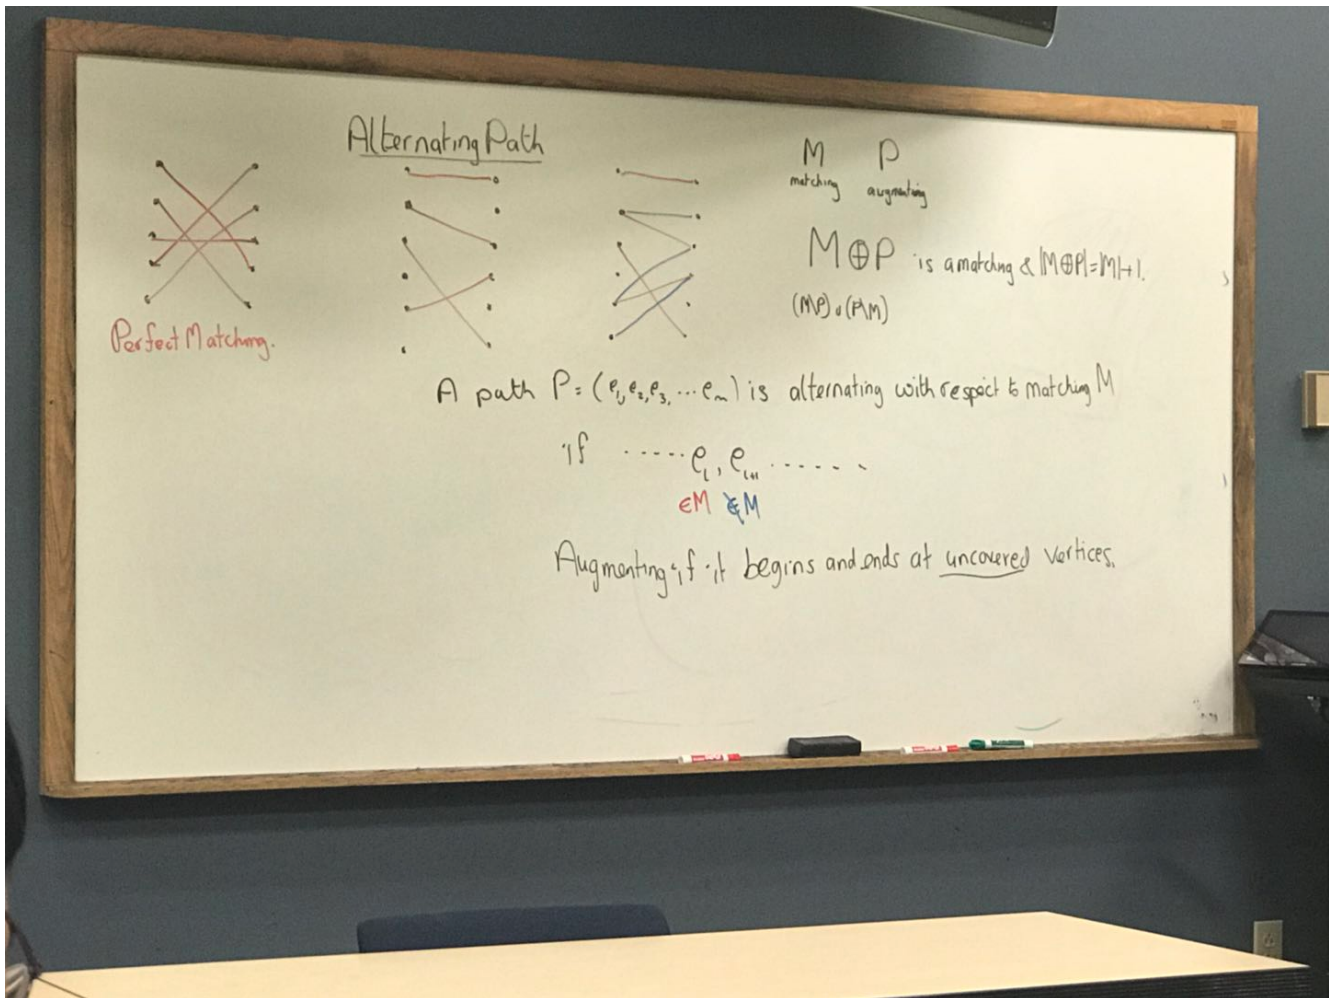 Alternating Path
Perfect Matching.
M P
matching augmenting
M ⊕ P is a matching & |M⊕P|=|M|+1.
(M\P) ∪ (P\M)
A path P = (e₁, e₂, e₃, ... eₘ) is alternating with respect to matching M
if ..... eᵢ, eᵢ₊₁ .......
∈M ∉M
Augmenting if it begins and ends at uncovered vertices.